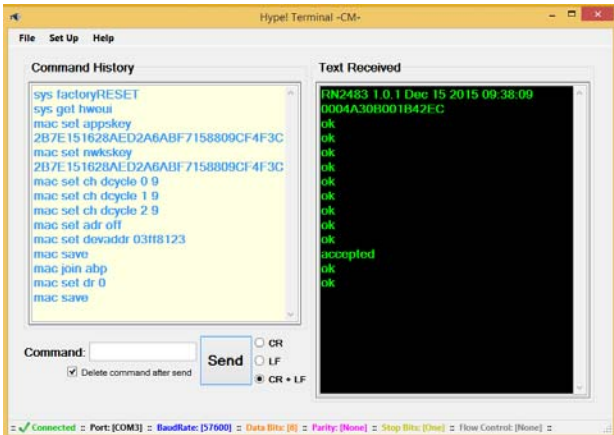 Hype! Terminal -CM-
File Set Up Help
Command History
sys factoryRESET
sys get hweui
mac set appskey
2B7E151628AED2A6ABF7158809CF4F3C
mac set nwkskey
2B7E151628AED2A6ABF7158809CF4F3C
mac set ch dcycle 0 9
mac set ch dcycle 1 9
mac set ch dcycle 2 9
mac set adr off
mac set devaddr 03ff8123
mac save
mac join abp
mac set dr 0
mac save
Text Received
RN2483 1.0.1 Dec 15 2015 09:38:09
0004A30B001B42EC
ok
ok
ok
ok
ok
ok
ok
ok
ok
accepted
ok
ok
Command:
Delete command after send
Send
CR
LF
CR + LF
:: Connected :: Port: [COM3] :: BaudRate: [57600] :: Data Bits: [8] :: Parity: [None] :: Stop Bits: [One] :: Flow Control: [None] ::